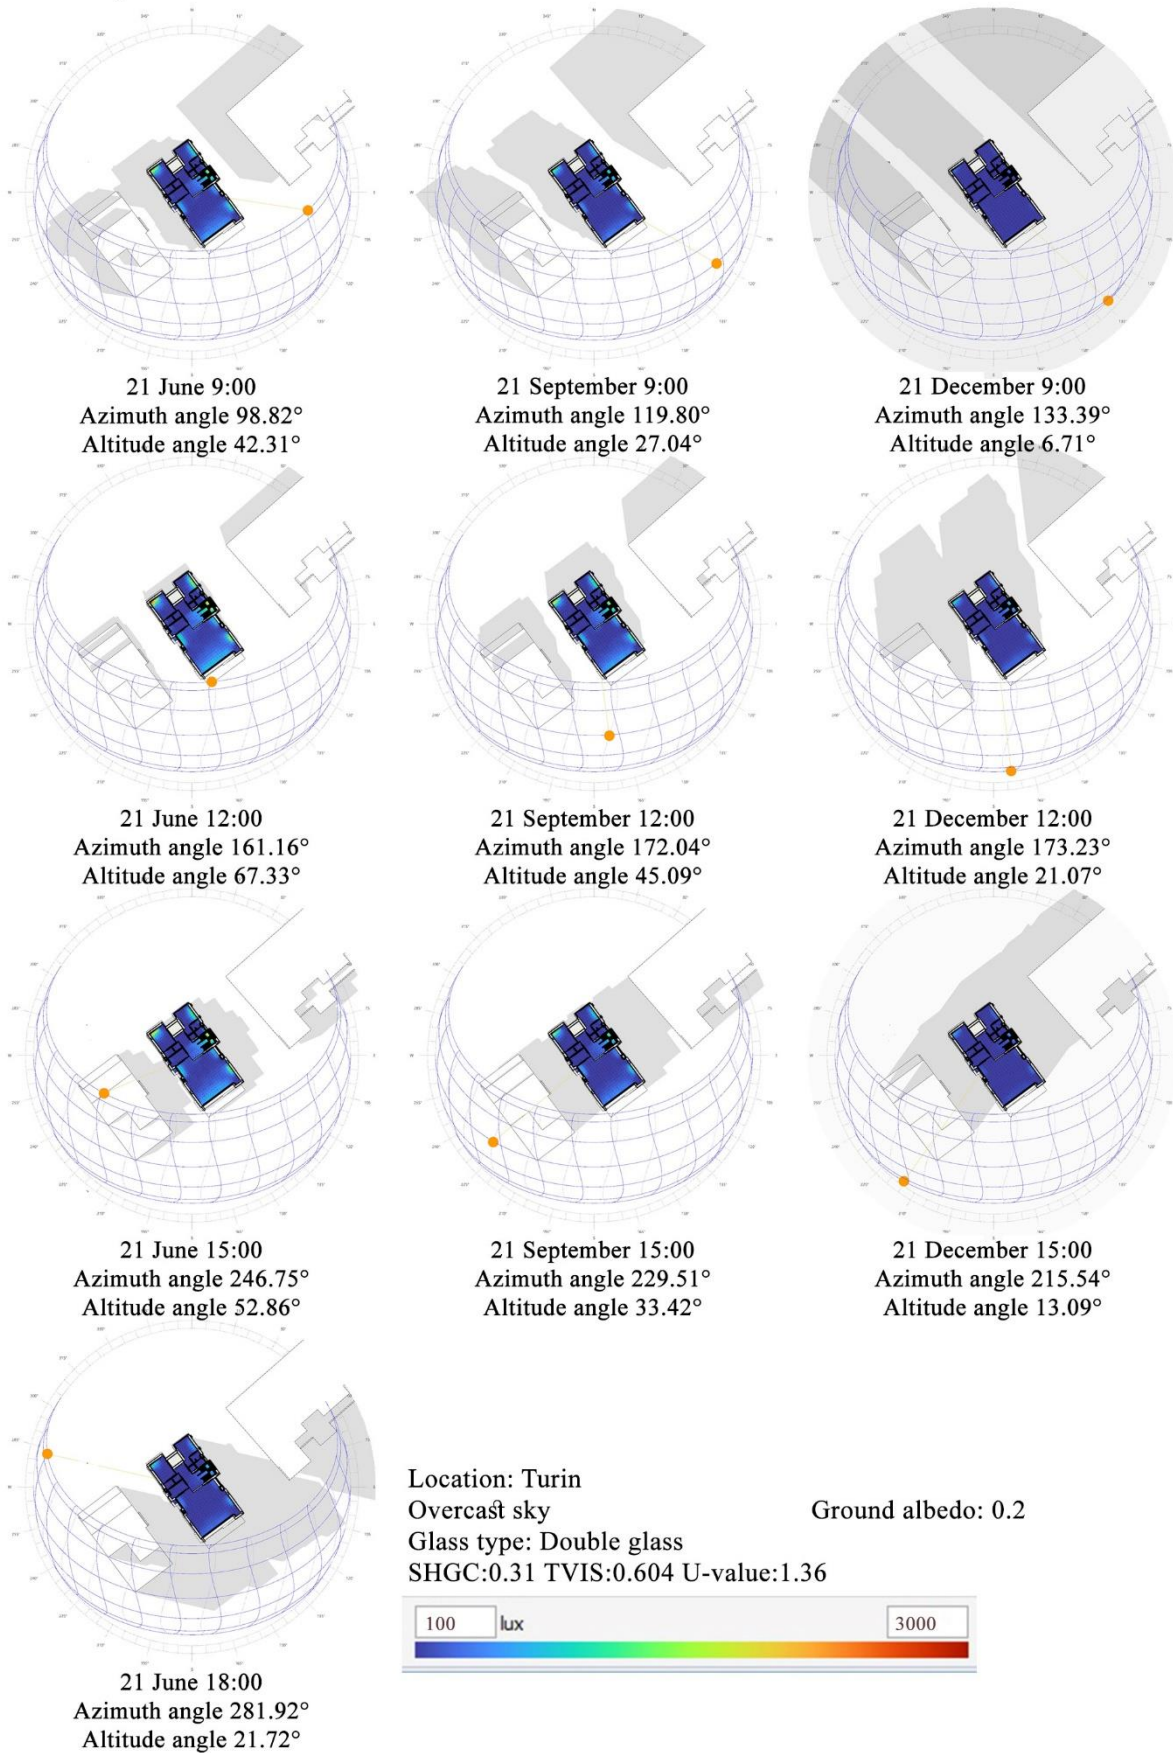 21 June 9:00
Azimuth angle 98.82°
Altitude angle 42.31°
21 September 9:00
Azimuth angle 119.80°
Altitude angle 27.04°
21 December 9:00
Azimuth angle 133.39°
Altitude angle 6.71°
21 June 12:00
Azimuth angle 161.16°
Altitude angle 67.33°
21 September 12:00
Azimuth angle 172.04°
Altitude angle 45.09°
21 December 12:00
Azimuth angle 173.23°
Altitude angle 21.07°
21 June 15:00
Azimuth angle 246.75°
Altitude angle 52.86°
21 September 15:00
Azimuth angle 229.51°
Altitude angle 33.42°
21 December 15:00
Azimuth angle 215.54°
Altitude angle 13.09°
21 June 18:00
Azimuth angle 281.92°
Altitude angle 21.72°
Location: Turin
Overcast sky Ground albedo: 0.2
Glass type: Double glass
SHGC:0.31 TVIS:0.604 U-value:1.36
100 lux 3000